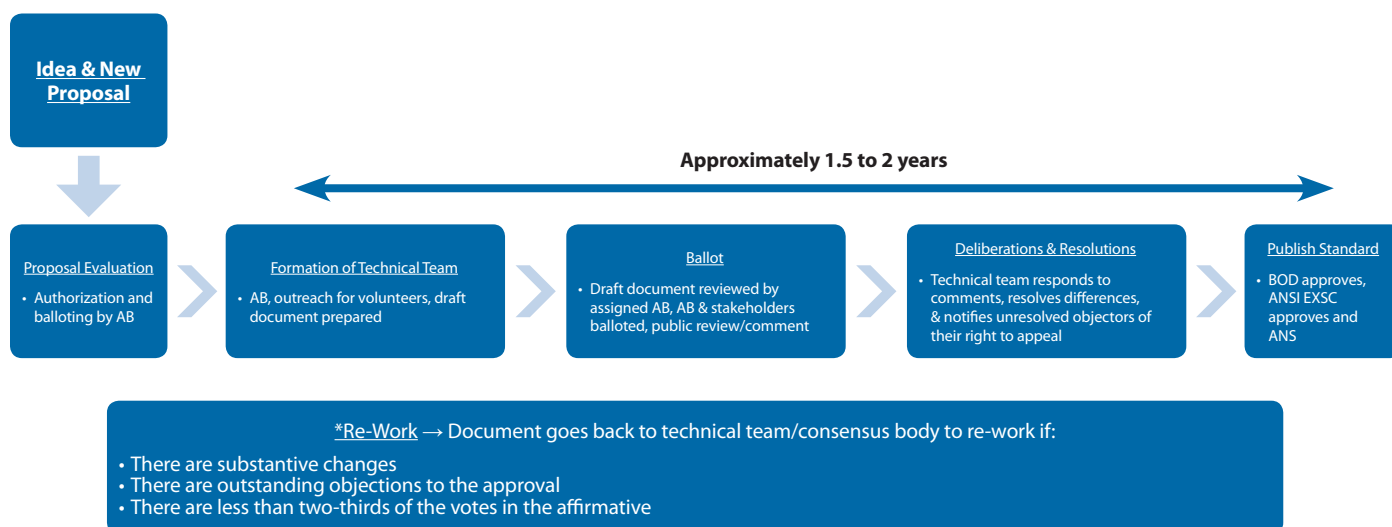 Idea & New
Proposal
Approximately 1.5 to 2 years
Proposal Evaluation
• Authorization and
balloting by AB
Formation of Technical Team
• AB, outreach for volunteers, draft
document prepared
Ballot
• Draft document reviewed by
assigned AB, AB & stakeholders
balloted, public review/comment
Deliberations & Resolutions
• Technical team responds to
comments, resolves differences,
& notifies unresolved objectors of
their right to appeal
Publish Standard
• BOD approves,
ANSI EXSC
approves and
ANS
*Re-Work → Document goes back to technical team/consensus body to re-work if:
• There are substantive changes
• There are outstanding objections to the approval
• There are less than two-thirds of the votes in the affirmative